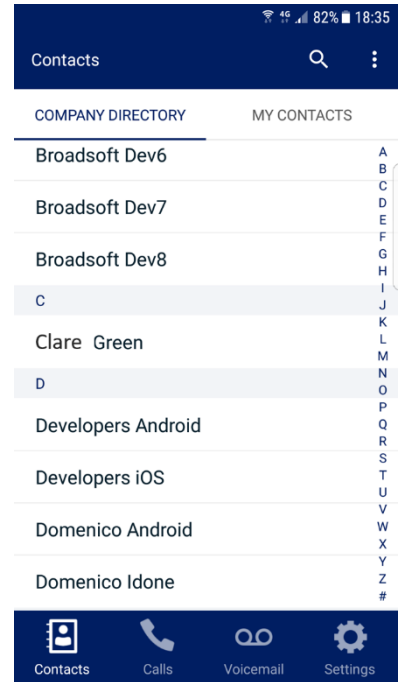 4G 82% 18:35
Contacts
COMPANY DIRECTORY MY CONTACTS
Broadsoft Dev6
Broadsoft Dev7
Broadsoft Dev8
C
Clare Green
D
Developers Android
Developers iOS
Domenico Android
Domenico Idone
A
B
C
D
E
F
G
H
I
J
K
L
M
N
O
P
Q
R
S
T
U
V
W
X
Y
Z
#
Contacts Calls Voicemail Settings